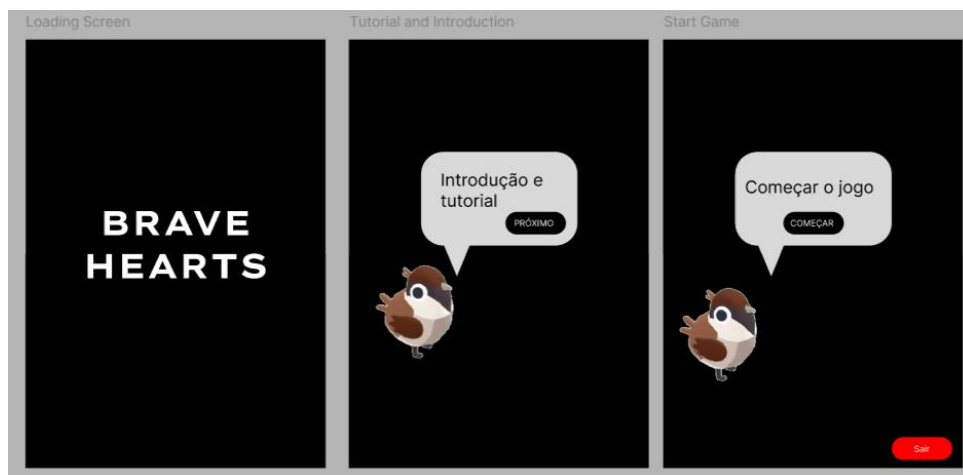 Loading Screen
Tutorial and Introduction
Start Game
BRAVE
HEARTS
Introdução e
tutorial
PRÓXIMO
Começar o jogo
COMEÇAR
Sair